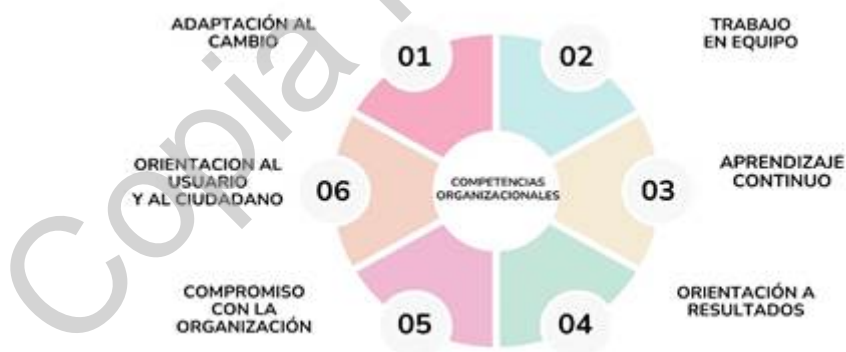 ADAPTACIÓN AL
CAMBIO
01
02
TRABAJO
EN EQUIPO
ORIENTACION AL
USUARIO
Y AL CIUDADANO
06
COMPETENCIAS
ORGANIZACIONALES
03
APRENDIZAJE
CONTINUO
COMPROMISO
CON LA
ORGANIZACIÓN
05
04
ORIENTACIÓN A
RESULTADOS
Copia